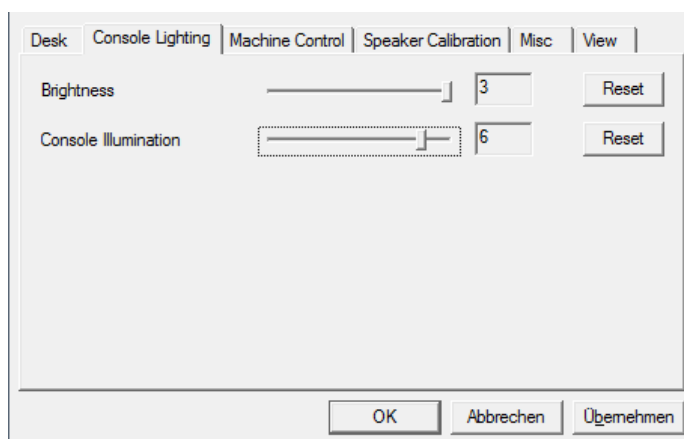 Desk Console Lighting Machine Control Speaker Calibration Misc View
Brightness 3 Reset
Console Illumination 6 Reset
OK Abbrechen Übernehmen